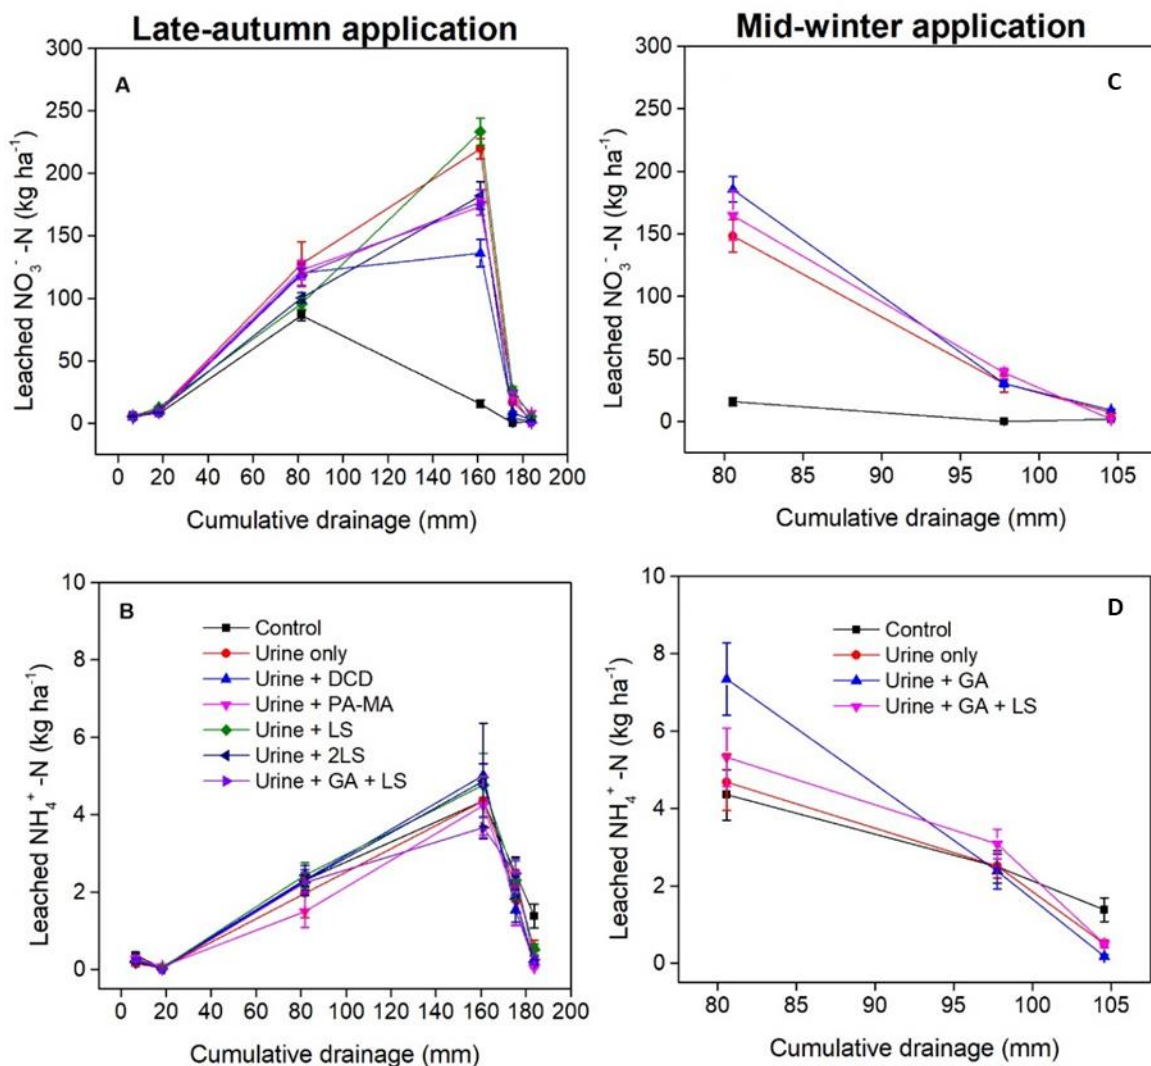 Late-autumn application
Mid-winter application
A
Leached NO₃⁻ -N (kg ha⁻¹)
300
250
200
150
100
50
0
0 20 40 60 80 100 120 140 160 180 200
Cumulative drainage (mm)
C
Leached NO₃⁻ -N (kg ha⁻¹)
300
250
200
150
100
50
0
80 85 90 95 100 105
Cumulative drainage (mm)
B
Leached NH₄⁺ -N (kg ha⁻¹)
10
8
6
4
2
0
Control
Urine only
Urine + DCD
Urine + PA-MA
Urine + LS
Urine + 2LS
Urine + GA + LS
0 20 40 60 80 100 120 140 160 180 200
Cumulative drainage (mm)
D
Leached NH₄⁺ -N (kg ha⁻¹)
10
8
6
4
2
0
Control
Urine only
Urine + GA
Urine + GA + LS
80 85 90 95 100 105
Cumulative drainage (mm)